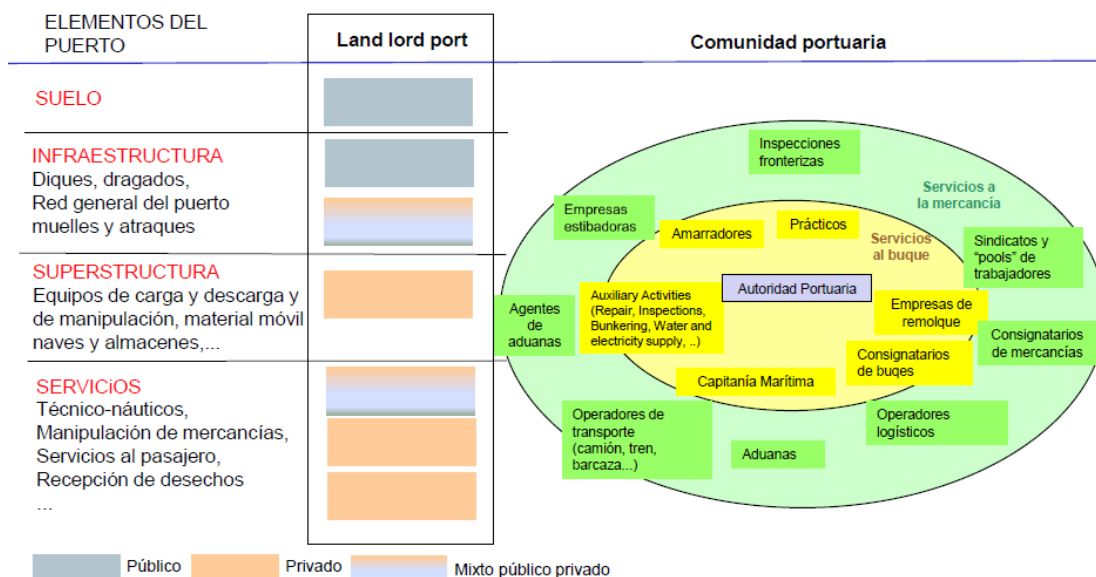 ELEMENTOS DEL
PUERTO
Land lord port
Comunidad portuaria
SUELO
INFRAESTRUCTURA
Diques, dragados,
Red general del puerto
muelles y atraques
SUPERSTRUCTURA
Equipos de carga y descarga y
de manipulación, material móvil
naves y almacenes,...
SERVICiOS
Técnico-náuticos,
Manipulación de mercancías,
Servicios al pasajero,
Recepción de desechos
...
Inspecciones
fronterizas
Servicios a
la mercancía
Empresas
estibadoras
Amarradores
Prácticos
Servicios
al buque
Sindicatos y
“pools” de
trabajadores
Autoridad Portuaria
Auxiliary Activities
(Repair, Inspections,
Bunkering, Water and
electricity supply, ..)
Agentes
de
aduanas
Empresas de
remolque
Consignatarios
de mercancías
Consignatarios
de buqes
Capitanía Marítima
Operadores de
transporte
(camión, tren,
barcaza...)
Aduanas
Operadores
logísticos
Público
Privado
Mixto público privado